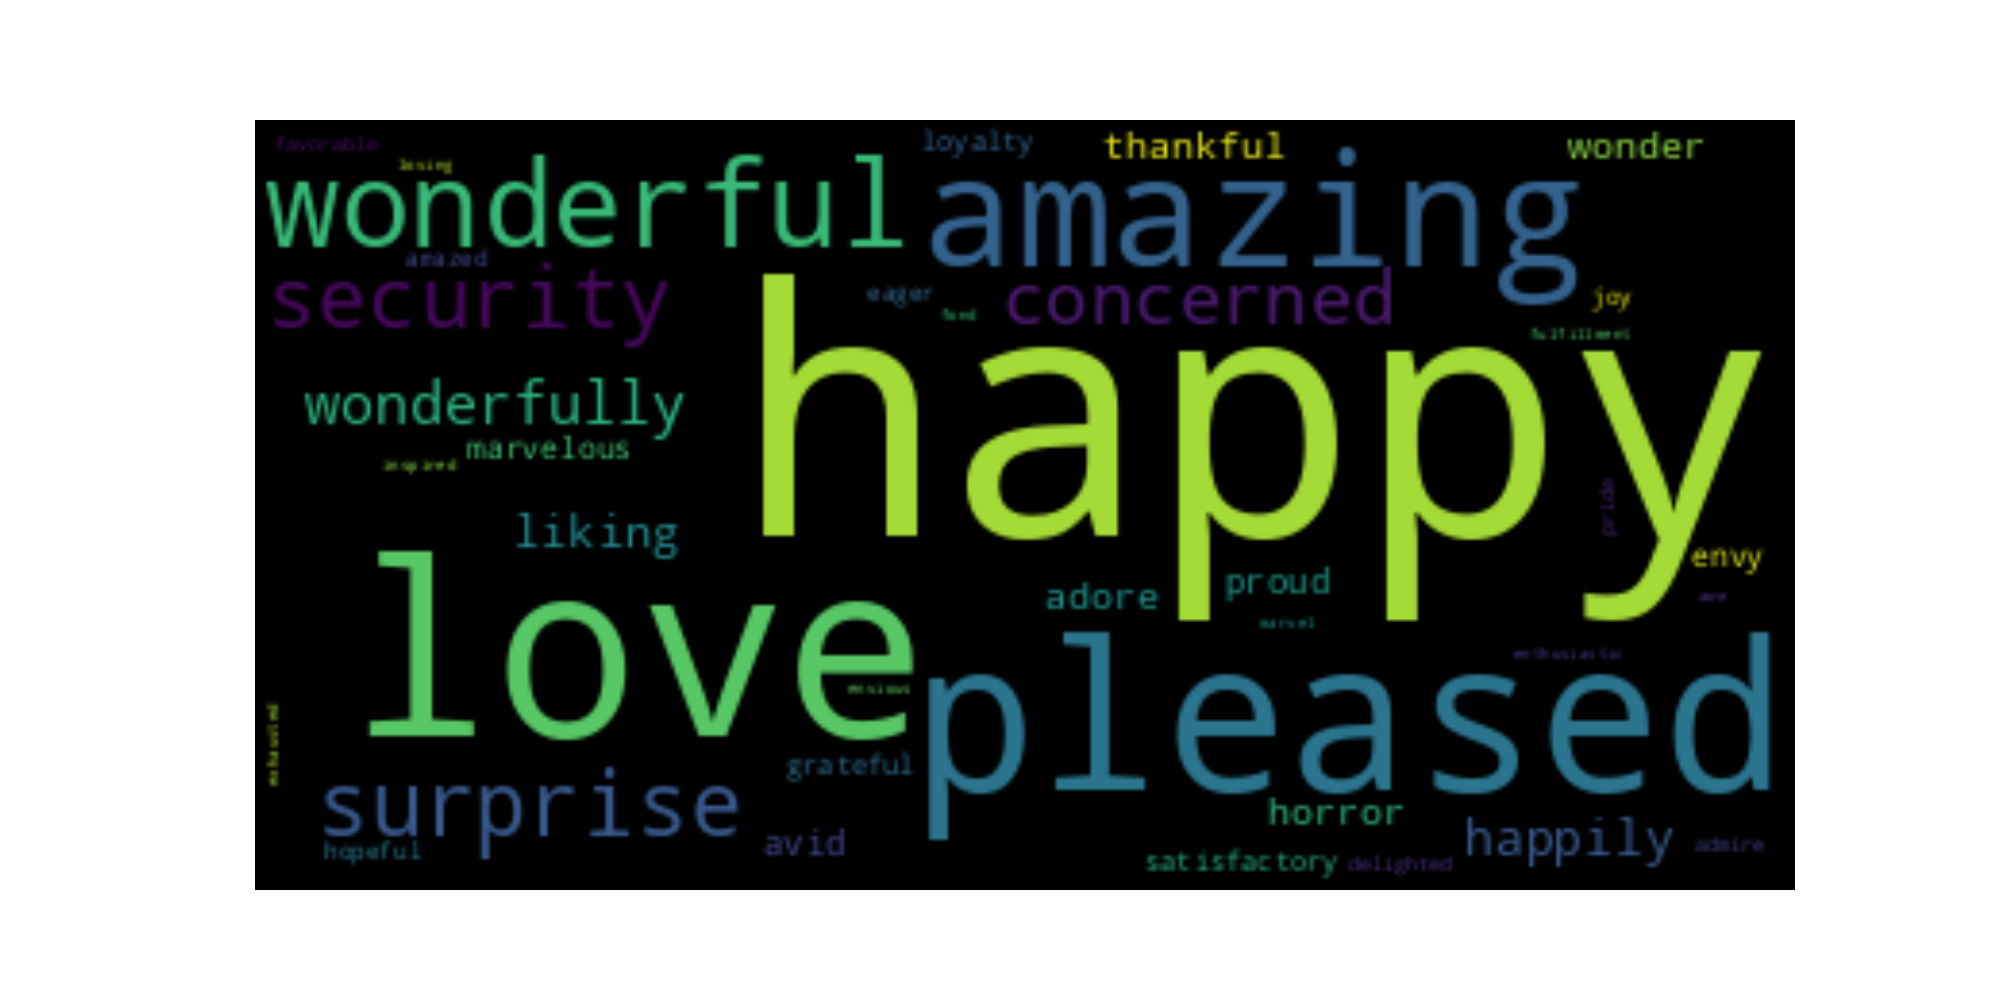 favorable
loyalty
thankful
wonder
loving
wonderful
amazing
amazed
security
eager
concerned
joy
fond
fulfillment
happy
wonderfully
marvelous
inspired
pride
liking
envy
love
adore
proud
awe
marvel
pleased
enthusiastic
anxious
exhausted
grateful
surprise
horror
avid
happily
hopeful
satisfactory
delighted
admire